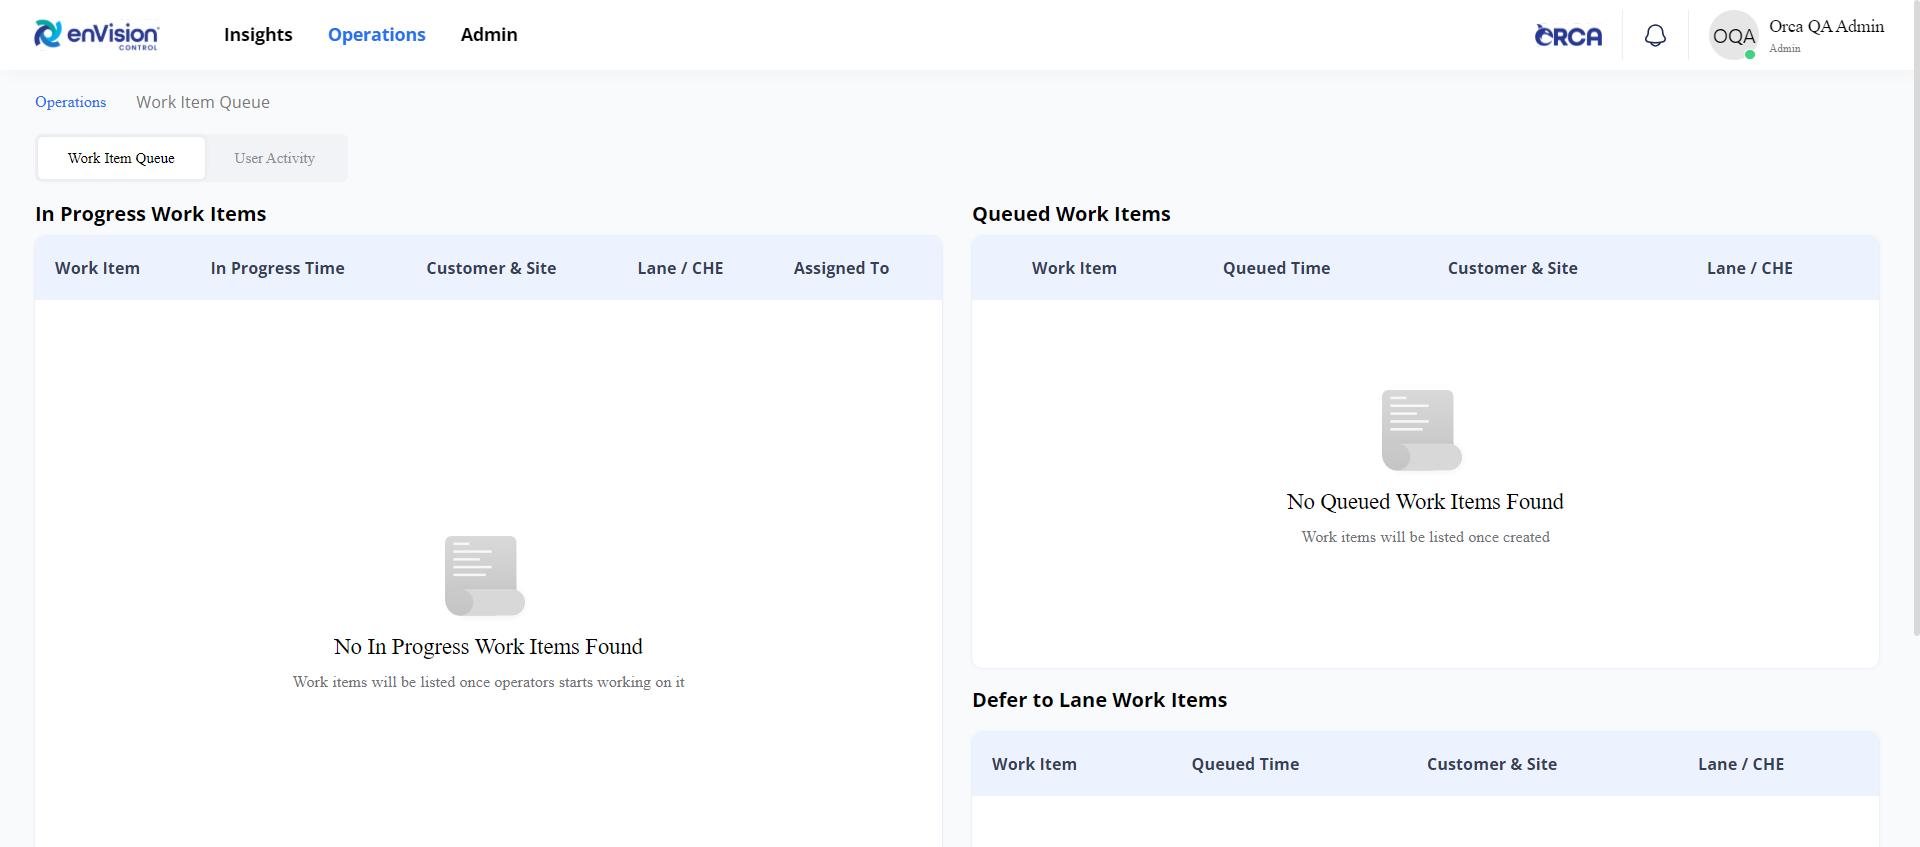 enVision
CONTROL
Insights
Operations
Admin
ORCA
OQA
Orca QA Admin
Admin
Operations
Work Item Queue
Work Item Queue
User Activity
In Progress Work Items
Work Item
In Progress Time
Customer & Site
Lane / CHE
Assigned To
No In Progress Work Items Found
Work items will be listed once operators starts working on it
Queued Work Items
Work Item
Queued Time
Customer & Site
Lane / CHE
No Queued Work Items Found
Work items will be listed once created
Defer to Lane Work Items
Work Item
Queued Time
Customer & Site
Lane / CHE